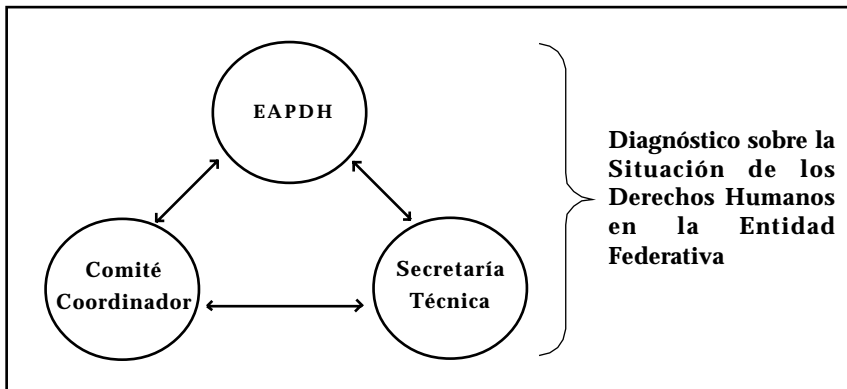 EAPDH
Comité
Coordinador
Secretaría
Técnica
Diagnóstico sobre la
Situación de los
Derechos Humanos
en la Entidad
Federativa